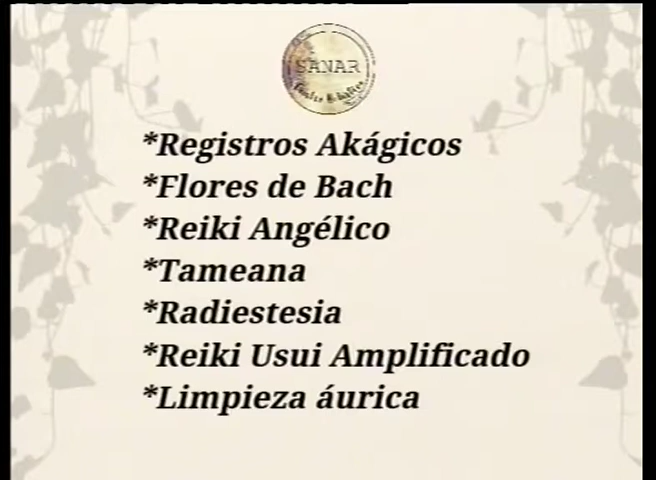 SANAR
*Registros Akágicos
*Flores de Bach
*Reiki Angélico
*Tameana
*Radiestesia
*Reiki Usui Amplificado
*Limpieza áurica